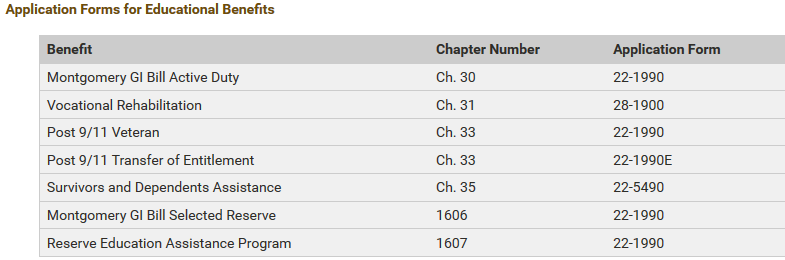 Application Forms for Educational Benefits
Benefit Chapter Number Application Form
Montgomery GI Bill Active Duty Ch. 30 22-1990
Vocational Rehabilitation Ch. 31 28-1900
Post 9/11 Veteran Ch. 33 22-1990
Post 9/11 Transfer of Entitlement Ch. 33 22-1990E
Survivors and Dependents Assistance Ch. 35 22-5490
Montgomery GI Bill Selected Reserve 1606 22-1990
Reserve Education Assistance Program 1607 22-1990